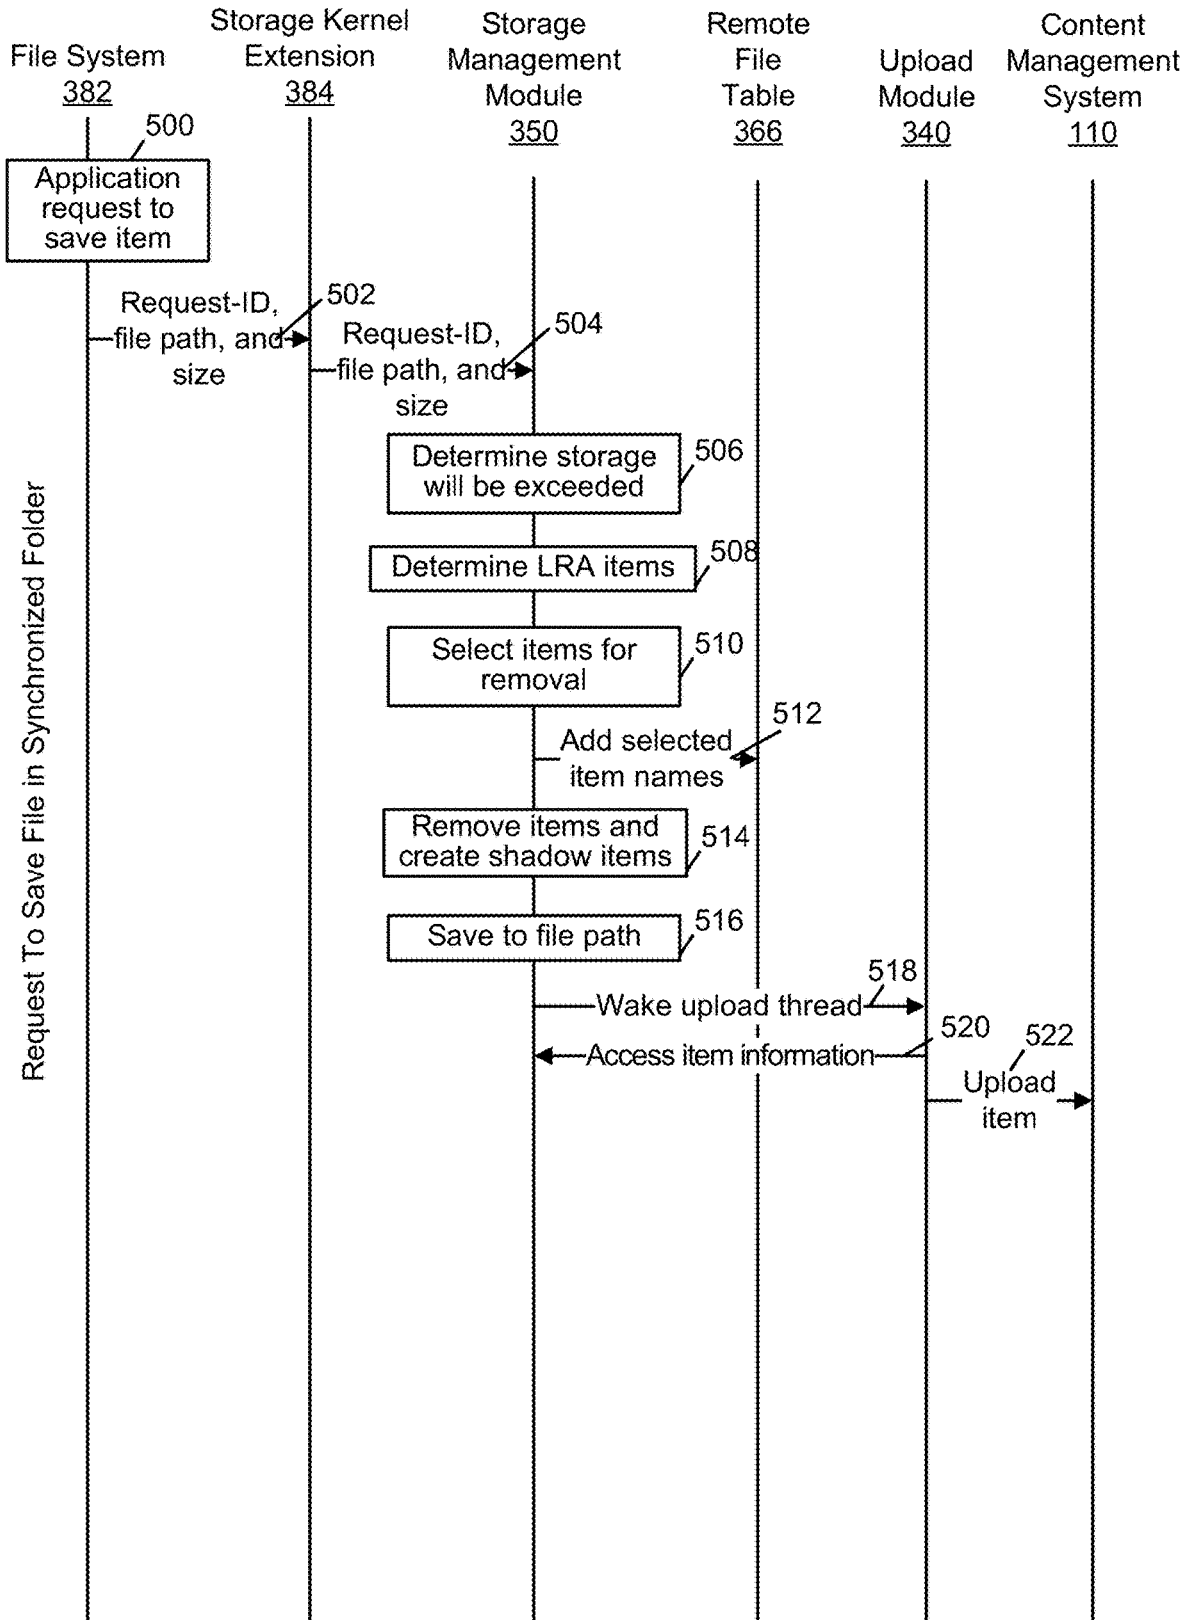 File System
382
Storage Kernel
Extension
384
Storage
Management
Module
350
Remote
File
Table
366
Upload
Module
340
Content
Management
System
110
500
Application
request to
save item
Request-ID,
file path, and
size
502
Request-ID,
file path, and
size
504
Determine storage
will be exceeded
506
Determine LRA items
508
Select items for
removal
510
Add selected
item names
512
Remove items and
create shadow items
514
Save to file path
516
Wake upload thread
518
Access item information
520
Upload
item
522
Request To Save File in Synchronized Folder